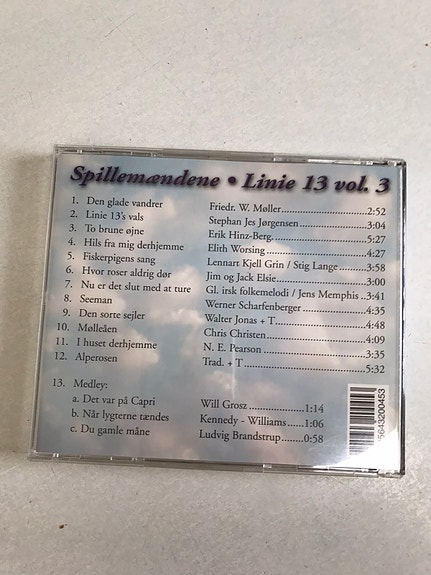 Spillemændene • Linie 13 vol. 3
1. Den glade vandrer Friedr. W. Møller 2:52
2. Linie 13's vals Stephan Jes Jørgensen 3:04
3. To brune øjne Erik Hinz-Berg 5:27
4. Hils fra mig derhjemme Elith Worsing 4:27
5. Fiskerpigens sang Lennart Kjell Grin / Stig Lange 3:58
6. Hvor roser aldrig dør Jim og Jack Elsie 3:00
7. Nu er det slut med at ture Gl. irsk folkemelodi / Jens Memphis 3:41
8. Seeman Werner Scharfenberger
9. Den sorte sejler Walter Jonas + T 4:48
10. Mølleåen Chris Christen 4:09
11. I huset derhjemme N. E. Pearson 3:35
12. Alperosen Trad. + T 5:32
13. Medley:
a. Det var på Capri Will Grosz 1:14
b. Når lygterne tændes Kennedy - Williams 1:06
c. Du gamle måne Ludvig Brandstrup 0:58
5643200453